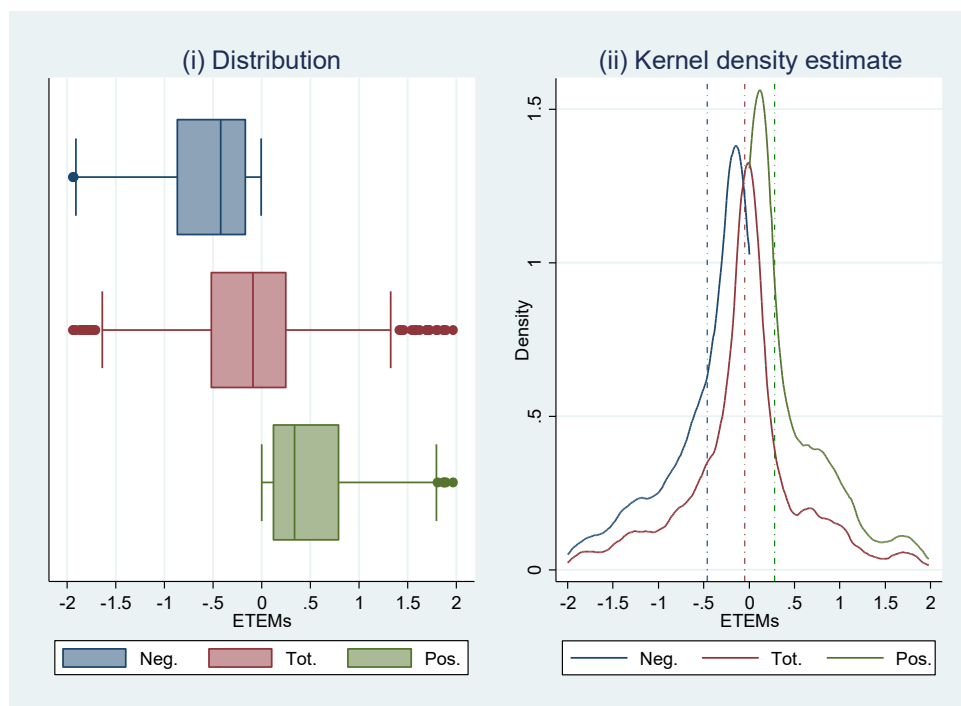 (i) Distribution
-2 -1.5 -1 -.5 0 .5 1 1.5 2
ETEMs
Neg. Tot. Pos.
(ii) Kernel density estimate
Density
1.5
1
.5
0
-2 -1.5 -1 -.5 0 .5 1 1.5 2
ETEMs
Neg. Tot. Pos.